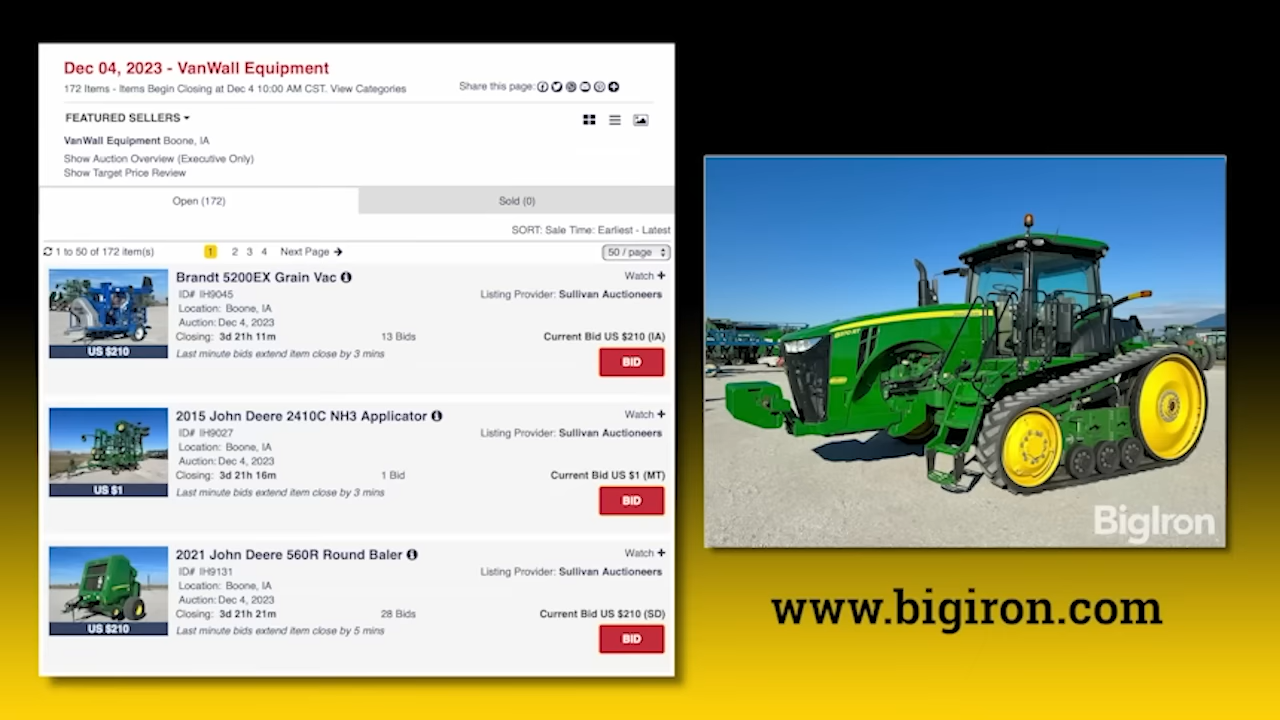 Dec 04, 2023 - VanWall Equipment
172 Items - Items Begin Closing at Dec 4 10:00 AM CST. View Categories
Share this page:
FEATURED SELLERS
VanWall Equipment Boone, IA
Show Auction Overview (Executive Only)
Show Target Price Review
Open (172)
Sold (0)
SORT: Sale Time: Earliest - Latest
1 to 50 of 172 item(s)
1 2 3 4 Next Page
50 / page
Brandt 5200EX Grain Vac
Watch +
ID# IH9045
Listing Provider: Sullivan Auctioneers
Location: Boone, IA
Auction: Dec 4, 2023
Closing: 3d 21h 11m
13 Bids
Current Bid US $210 (IA)
US $210
Last minute bids extend item close by 3 mins
BID
2015 John Deere 2410C NH3 Applicator
Watch +
ID# IH9027
Listing Provider: Sullivan Auctioneers
Location: Boone, IA
Auction: Dec 4, 2023
Closing: 3d 21h 16m
1 Bid
Current Bid US $1 (MT)
US $1
Last minute bids extend item close by 3 mins
BID
2021 John Deere 560R Round Baler
Watch +
ID# IH9131
Listing Provider: Sullivan Auctioneers
Location: Boone, IA
Auction: Dec 4, 2023
Closing: 3d 21h 21m
28 Bids
Current Bid US $210 (SD)
US $210
Last minute bids extend item close by 5 mins
BID
BigIron
www.bigiron.com